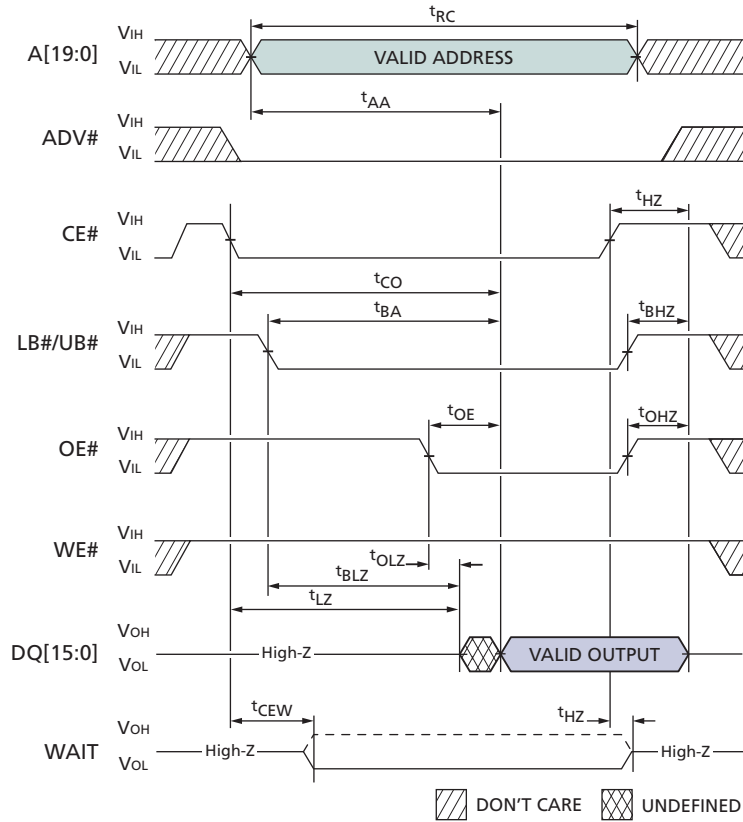 tRC
VIH
A[19:0] VALID ADDRESS
VIL
tAA
VIH
ADV#
VIL
tHZ
VIH
CE#
VIL
tCO
tBA tBHZ
VIH
LB#/UB#
VIL
tOE tOHZ
VIH
OE#
VIL
VIH
WE#
VIL
tOLZ
tBLZ
tLZ
VOH
DQ[15:0] High-Z VALID OUTPUT
VOL
tCEW tHZ
VOH
WAIT High-Z High-Z
VOL
DON'T CARE UNDEFINED